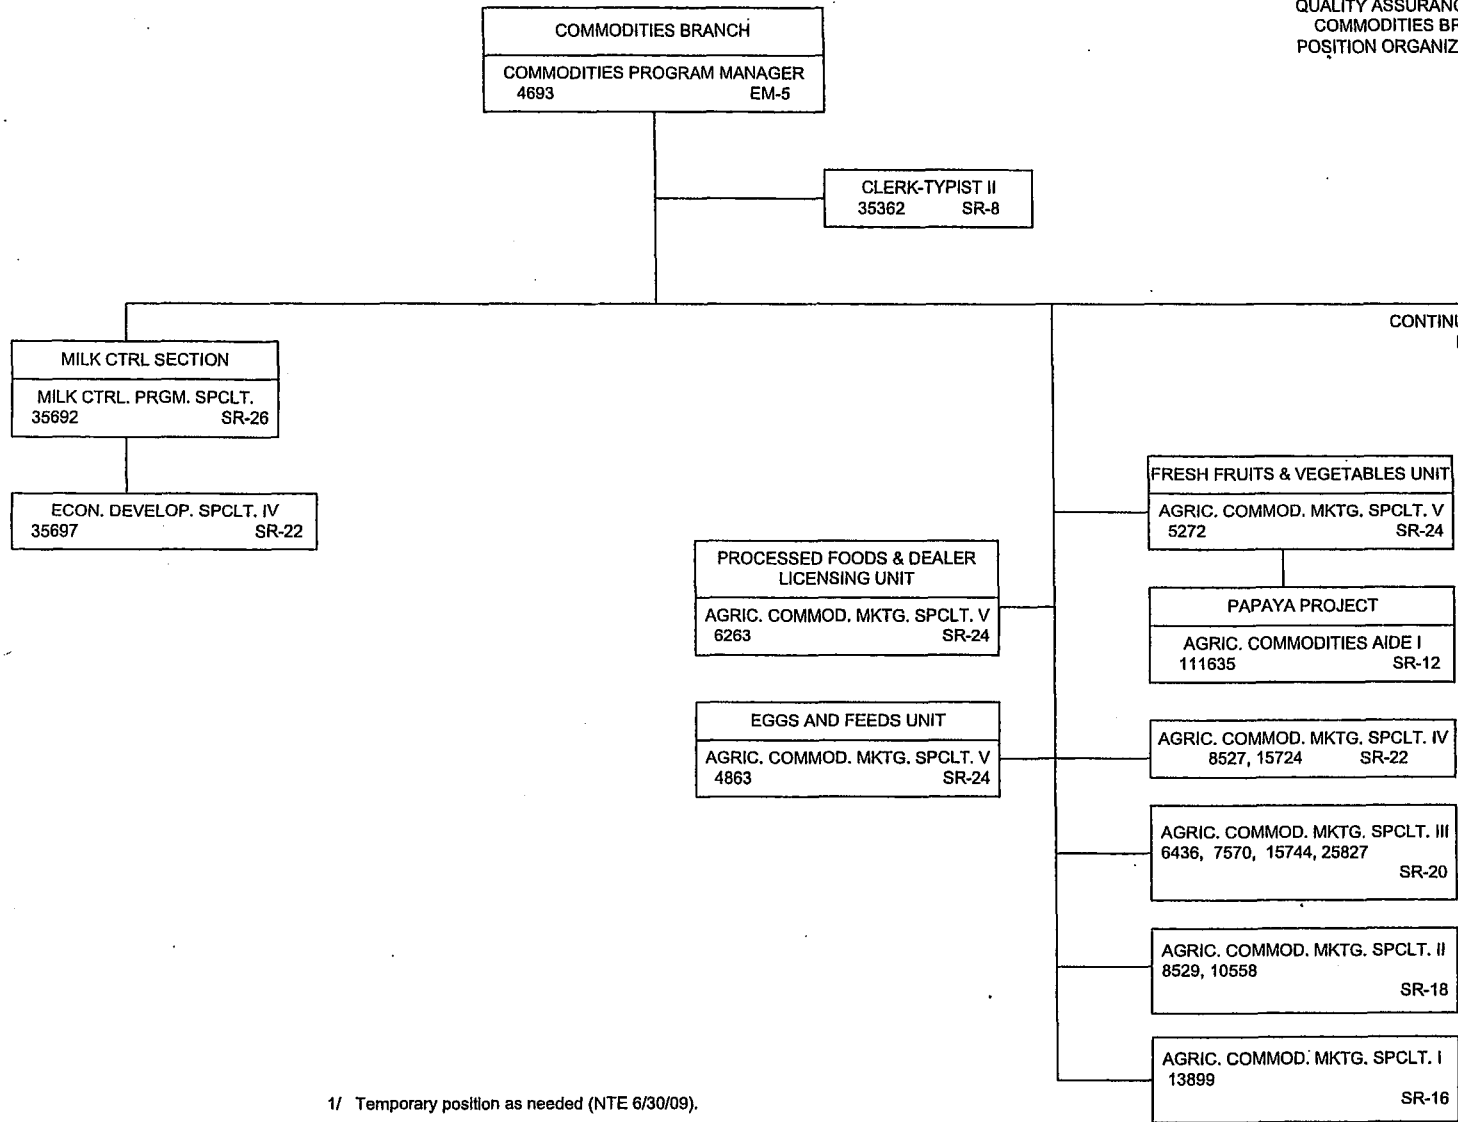 QUALITY ASSURANC
COMMODITIES BR
POSITION ORGANIZ
COMMODITIES BRANCH
COMMODITIES PROGRAM MANAGER
4693 EM-5
CLERK-TYPIST II
35362 SR-8
CONTINU
MILK CTRL SECTION
MILK CTRL. PRGM. SPCLT.
35692 SR-26
ECON. DEVELOP. SPCLT. IV
35697 SR-22
FRESH FRUITS & VEGETABLES UNIT
AGRIC. COMMOD. MKTG. SPCLT. V
5272 SR-24
PROCESSED FOODS & DEALER
LICENSING UNIT
AGRIC. COMMOD. MKTG. SPCLT. V
6263 SR-24
PAPAYA PROJECT
AGRIC. COMMODITIES AIDE I
111635 SR-12
EGGS AND FEEDS UNIT
AGRIC. COMMOD. MKTG. SPCLT. V
4863 SR-24
AGRIC. COMMOD. MKTG. SPCLT. IV
8527, 15724 SR-22
AGRIC. COMMOD. MKTG. SPCLT. III
6436, 7570, 15744, 25827
SR-20
AGRIC. COMMOD. MKTG. SPCLT. II
8529, 10558
SR-18
AGRIC. COMMOD. MKTG. SPCLT. I
13899
SR-16
1/ Temporary position as needed (NTE 6/30/09).